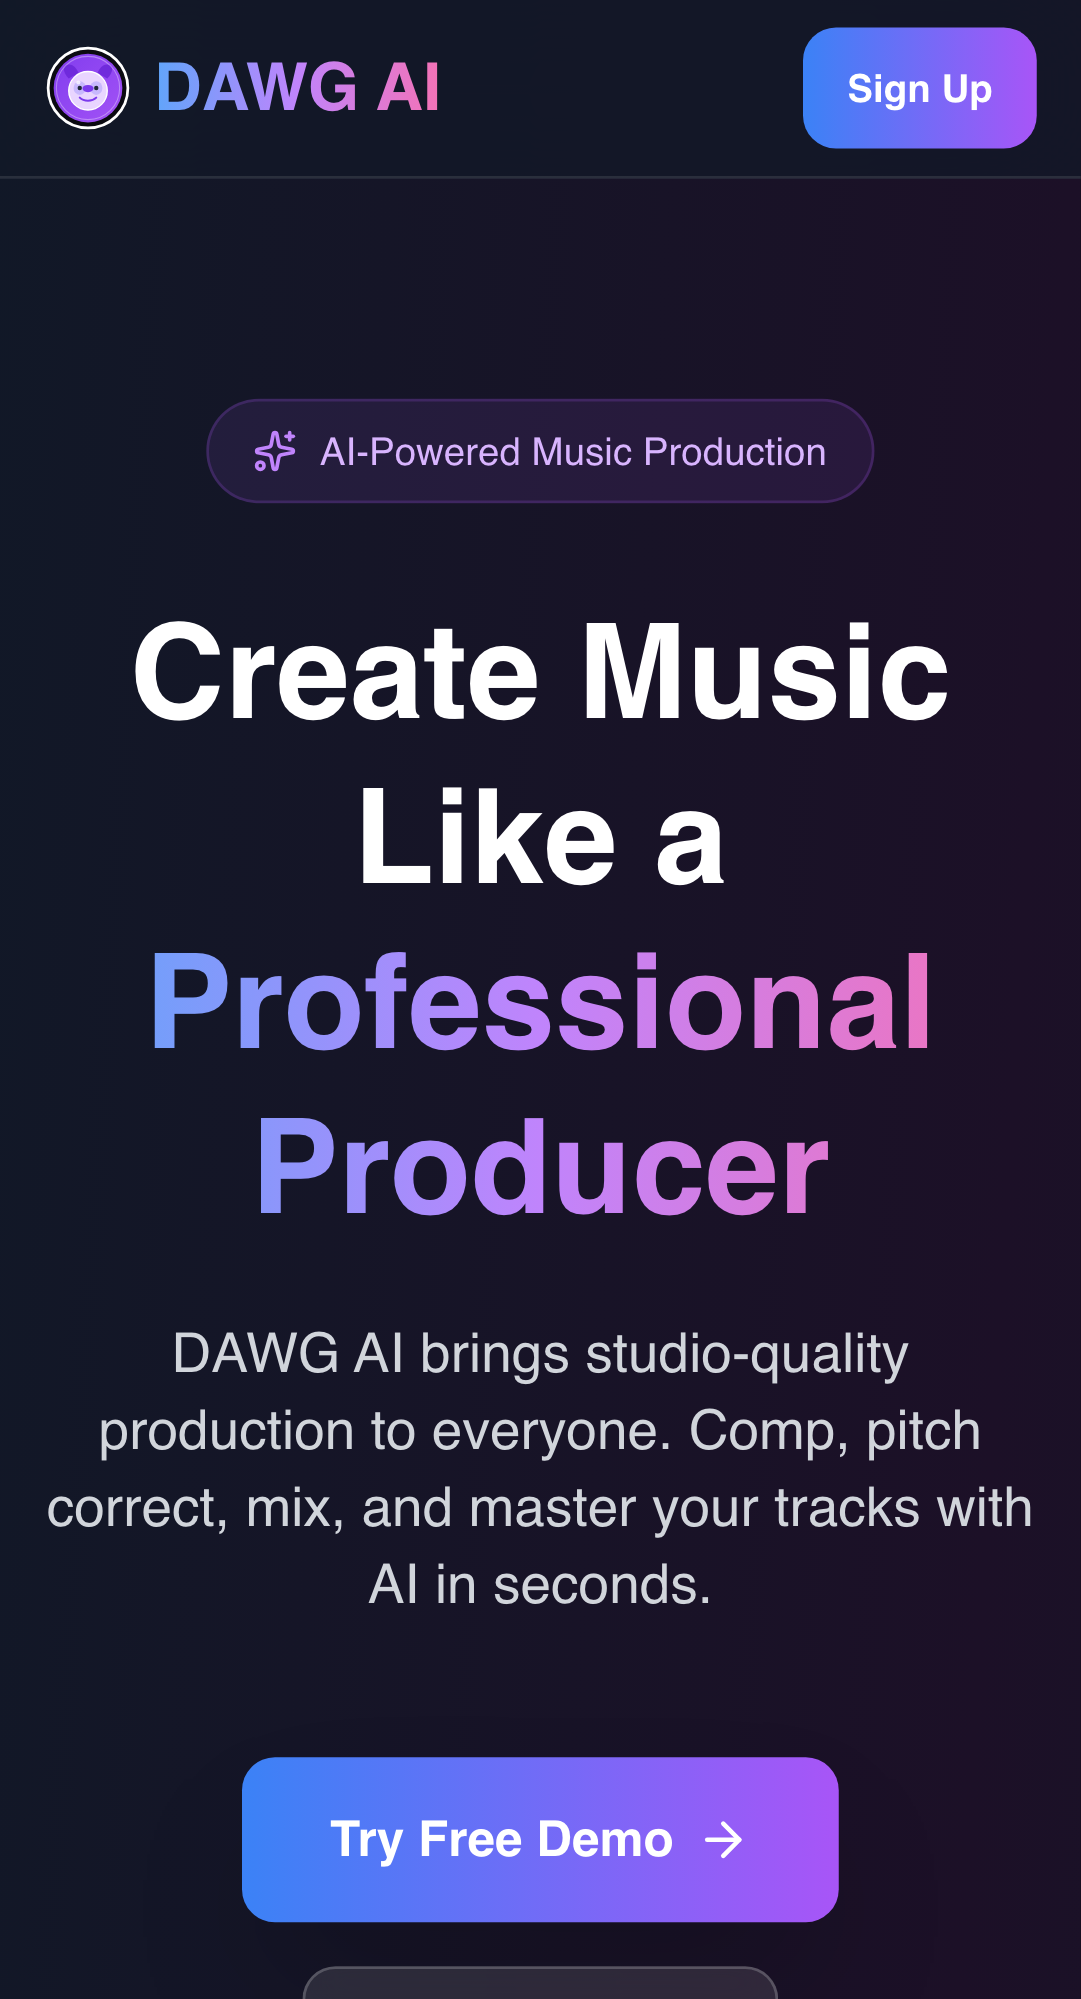 DAWG AI
Sign Up
AI-Powered Music Production
Create Music
Like a
Professional
Producer
DAWG AI brings studio-quality
production to everyone. Comp, pitch
correct, mix, and master your tracks with
AI in seconds.
Try Free Demo